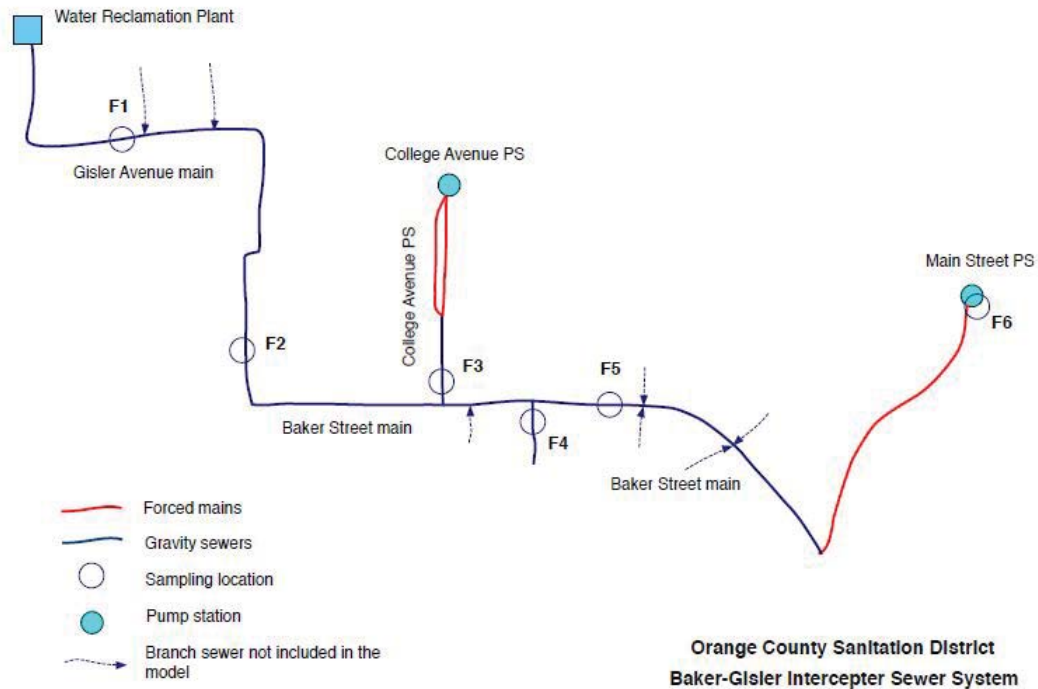 Water Reclamation Plant
F1
Gisler Avenue main
College Avenue PS
College Avenue PS
Main Street PS
F6
F2
F3
F5
Baker Street main
F4
Baker Street main
Forced mains
Gravity sewers
Sampling location
Pump station
Branch sewer not included in the
model
Orange County Sanitation District
Baker-Gisler Intercepter Sewer System